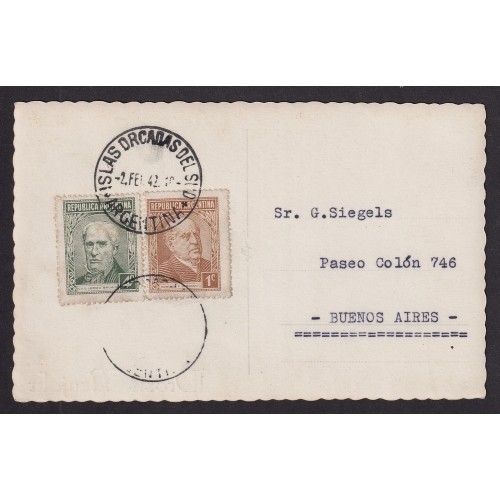 ISLAS ORCADAS DEL SUD
-2.FEB 42.
ARGENTINA
REPUBLICA ARGENTINA
REPUBLICA ARGENTINA
1c
Sr. G.Siegels
Paseo Colón 746
- BUENOS AIRES -